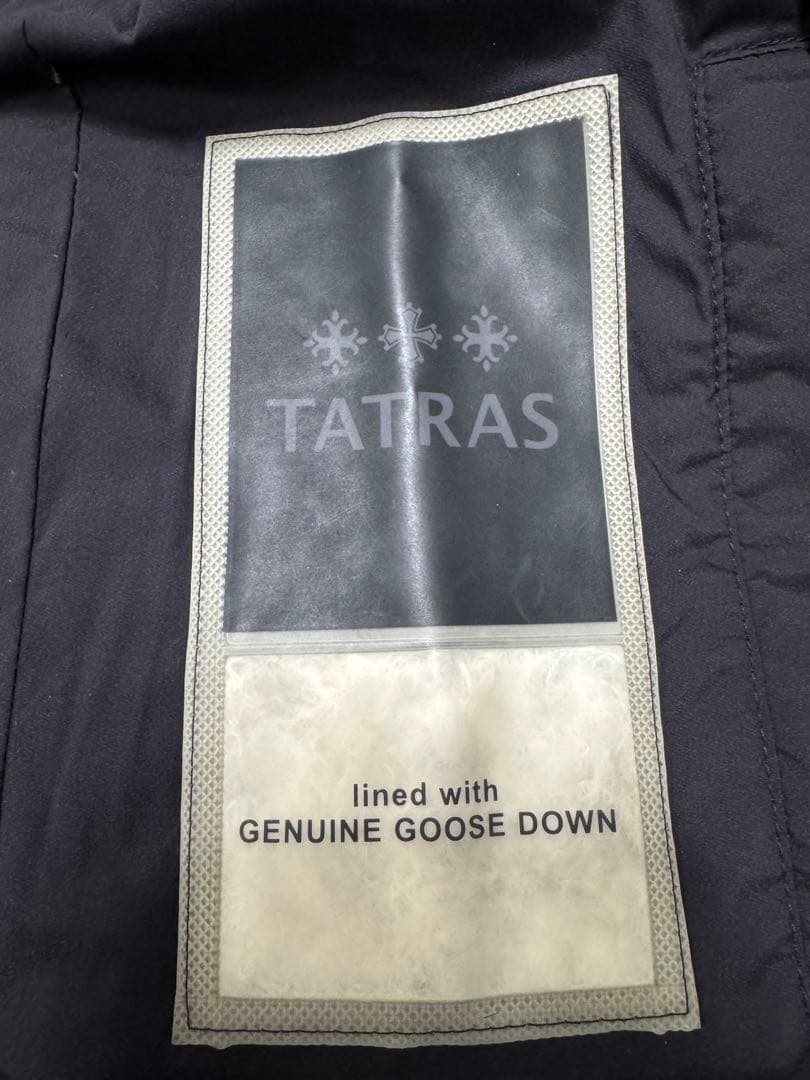 TATRAS
lined with
GENUINE GOOSE DOWN